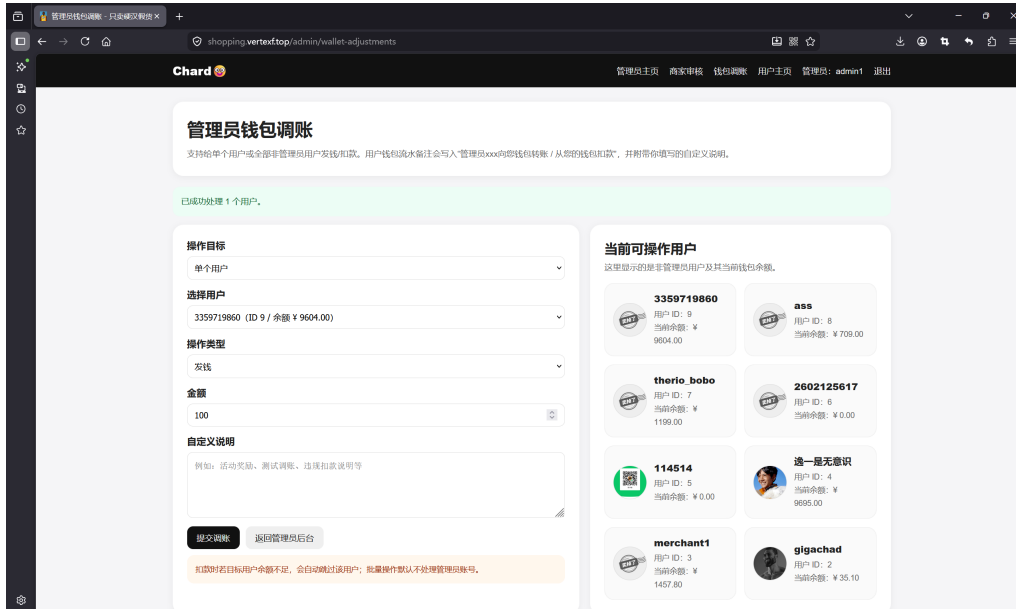 管理员钱包调账 - 只卖硬汉假货
shopping.vertexf.top/admin/wallet-adjustments
Chard
管理员主页 商家审核 钱包调账 用户主页 管理员：admin1 退出
管理员钱包调账
支持给单个用户或全部非管理员用户发钱/扣款。用户钱包流水备注会写入“管理员xxx向您钱包转账 / 从您的钱包扣款”，并附带你填写的自定义说明。
已成功处理 1 个用户。
操作目标
单个用户
选择用户
3359719860（ID 9 / 余额 ¥ 9604.00）
操作类型
发钱
金额
100
自定义说明
例如：活动奖励、测试调账、违规扣款说明等
提交调账 返回管理员后台
扣款时若目标用户余额不足，会自动跳过该用户；批量操作默认不处理管理员账号。
当前可操作用户
这里显示的是非管理员用户及其当前钱包余额。
3359719860
用户 ID：9
当前余额：¥
9604.00
ass
用户 ID：8
当前余额：¥ 709.00
therio_bobo
用户 ID：7
当前余额：¥
1199.00
2602125617
用户 ID：6
当前余额：¥ 0.00
114514
用户 ID：5
当前余额：¥ 0.00
逸一是无意识
用户 ID：4
当前余额：¥
9695.00
merchant1
用户 ID：3
当前余额：¥
1457.80
gigachad
用户 ID：2
当前余额：¥ 35.10